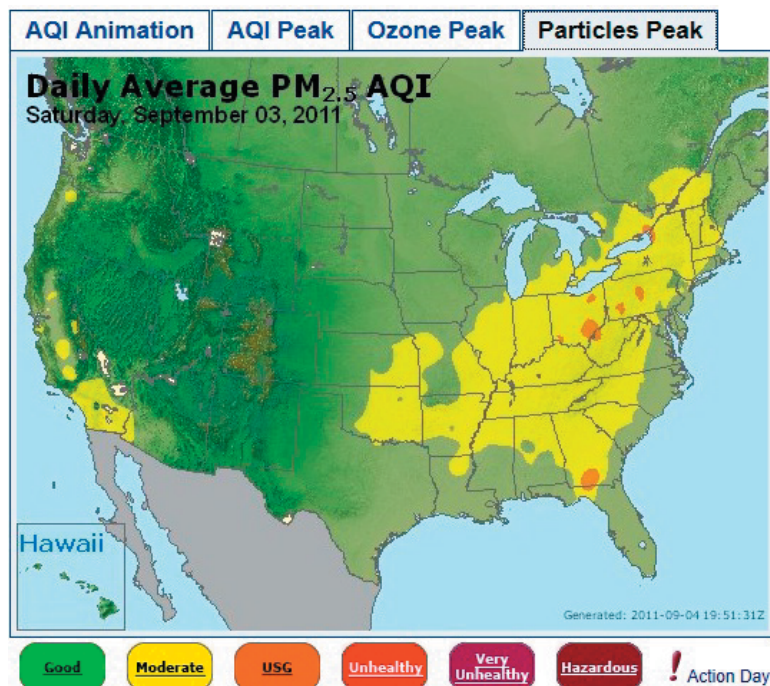 AQI Animation AQI Peak Ozone Peak Particles Peak
Daily Average PM2.5 AQI
Saturday, September 03, 2011
Hawaii
Generated: 2011-09-04 19:51:31Z
Good Moderate USG Unhealthy Very Unhealthy Hazardous ! Action Day